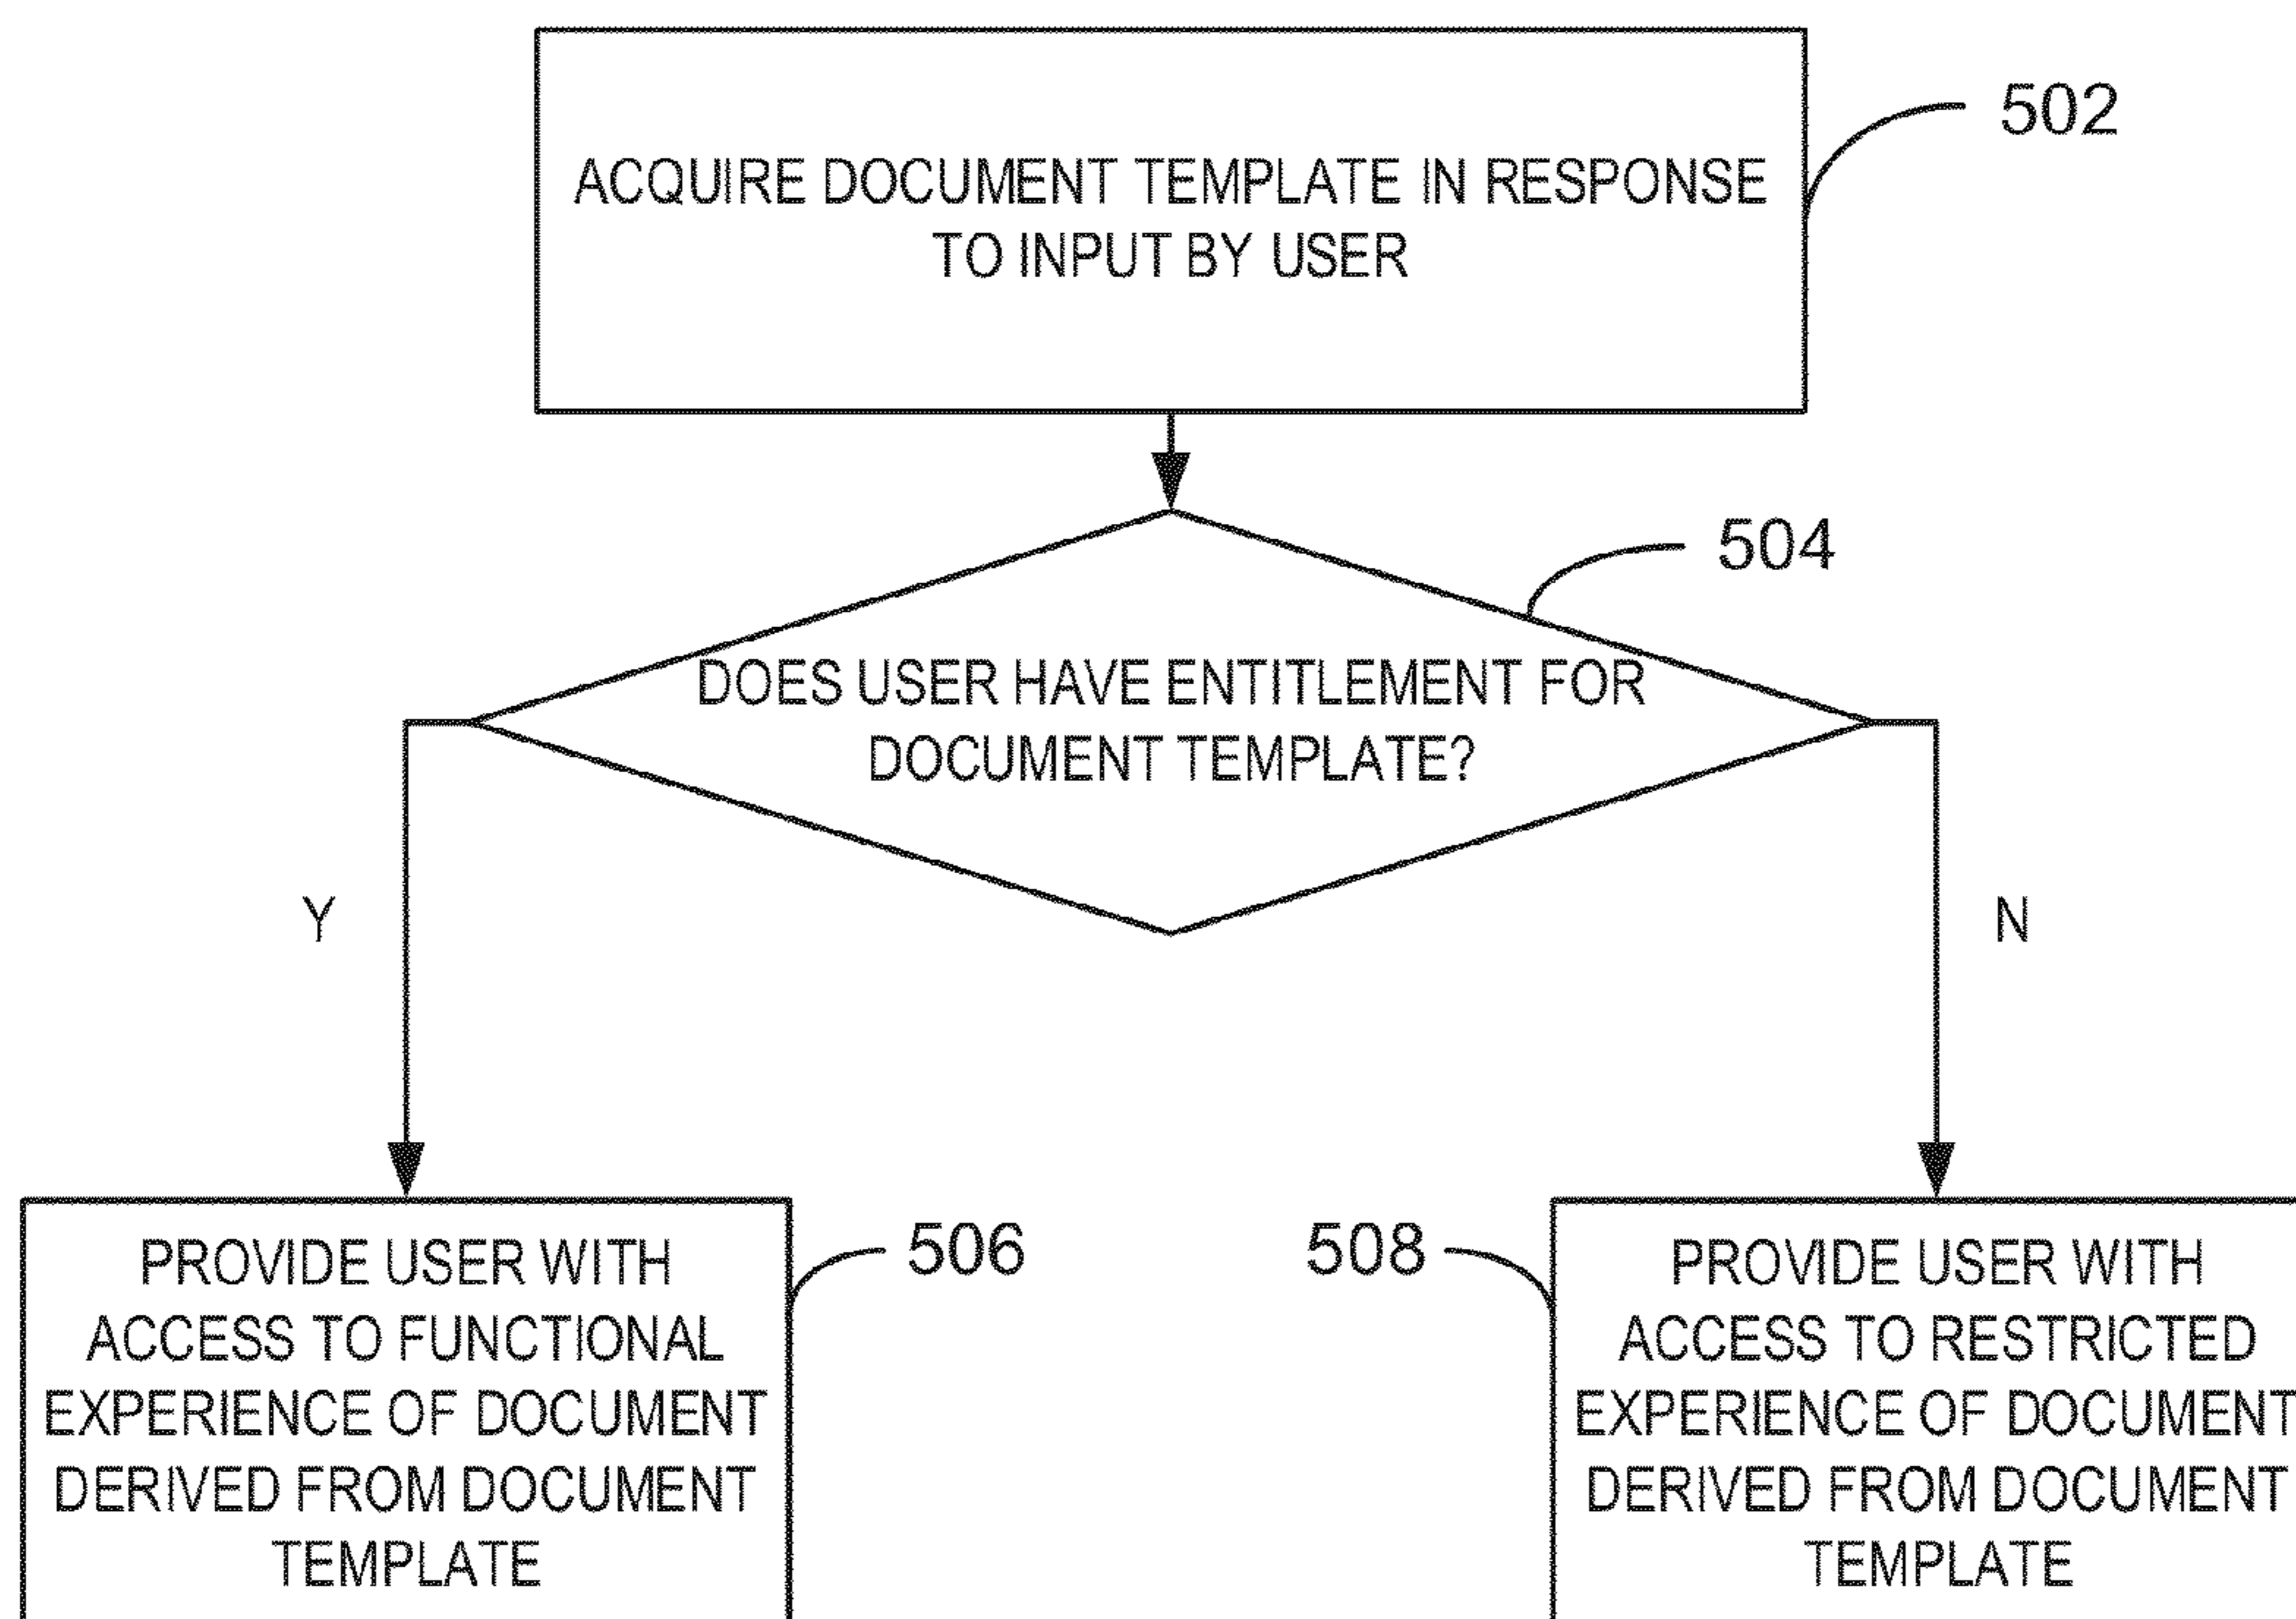 ACQUIRE DOCUMENT TEMPLATE IN RESPONSE
TO INPUT BY USER
502
504
DOES USER HAVE ENTITLEMENT FOR
DOCUMENT TEMPLATE?
Y
N
PROVIDE USER WITH
ACCESS TO FUNCTIONAL
EXPERIENCE OF DOCUMENT
DERIVED FROM DOCUMENT
TEMPLATE
506
508
PROVIDE USER WITH
ACCESS TO RESTRICTED
EXPERIENCE OF DOCUMENT
DERIVED FROM DOCUMENT
TEMPLATE